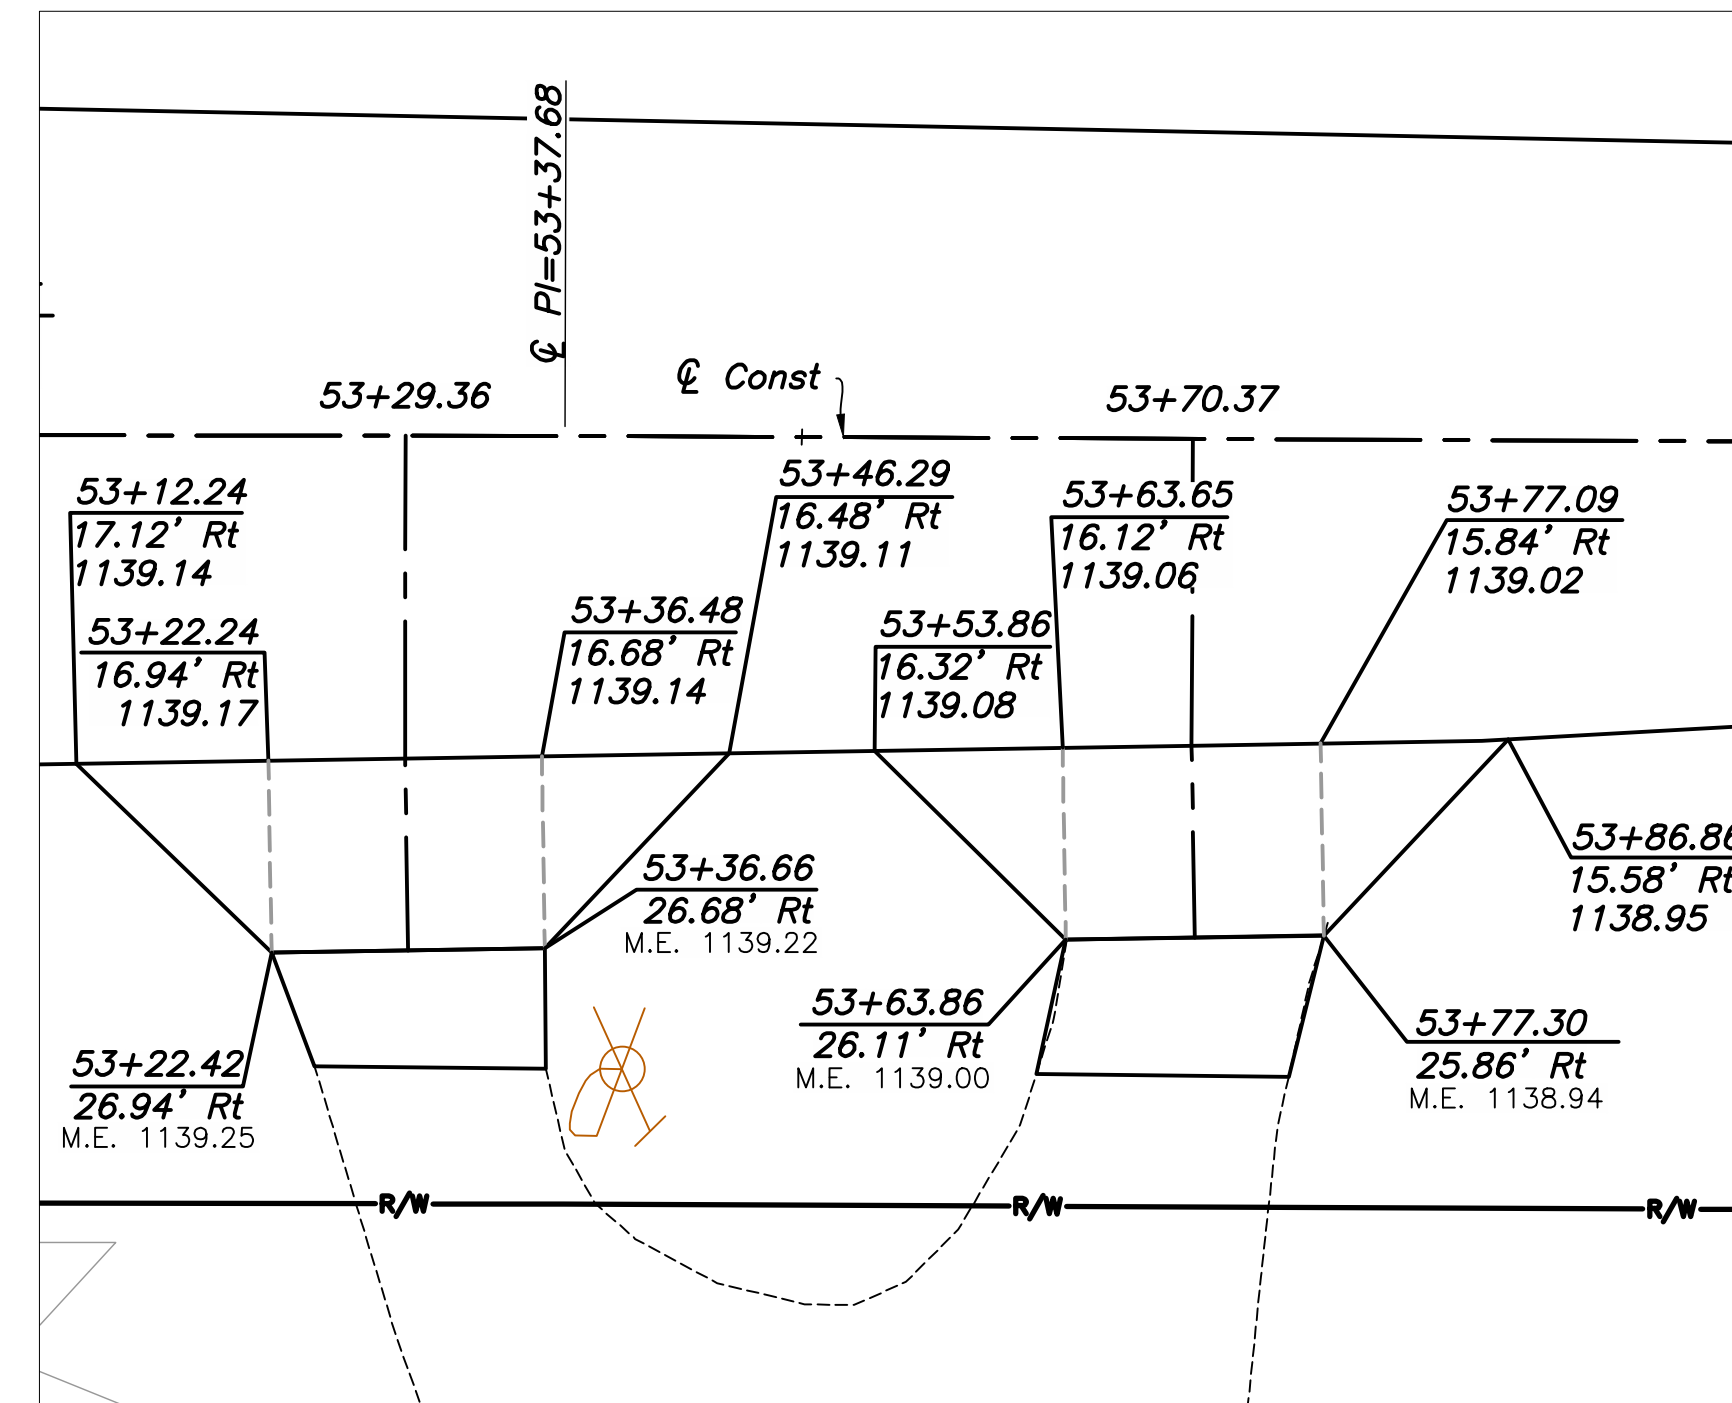 ℄ PI=53+37.68
℄ Const
53+29.36
53+70.37
53+12.24
17.12’ Rt
1139.14
53+22.24
16.94’ Rt
1139.17
53+36.48
16.68’ Rt
1139.14
53+46.29
16.48’ Rt
1139.11
53+53.86
16.32’ Rt
1139.08
53+63.65
16.12’ Rt
1139.06
53+77.09
15.84’ Rt
1139.02
53+86.86
15.58’ Rt
1138.95
53+36.66
26.68’ Rt
M.E. 1139.22
53+22.42
26.94’ Rt
M.E. 1139.25
53+63.86
26.11’ Rt
M.E. 1139.00
53+77.30
25.86’ Rt
M.E. 1138.94
R/W
R/W
R/W